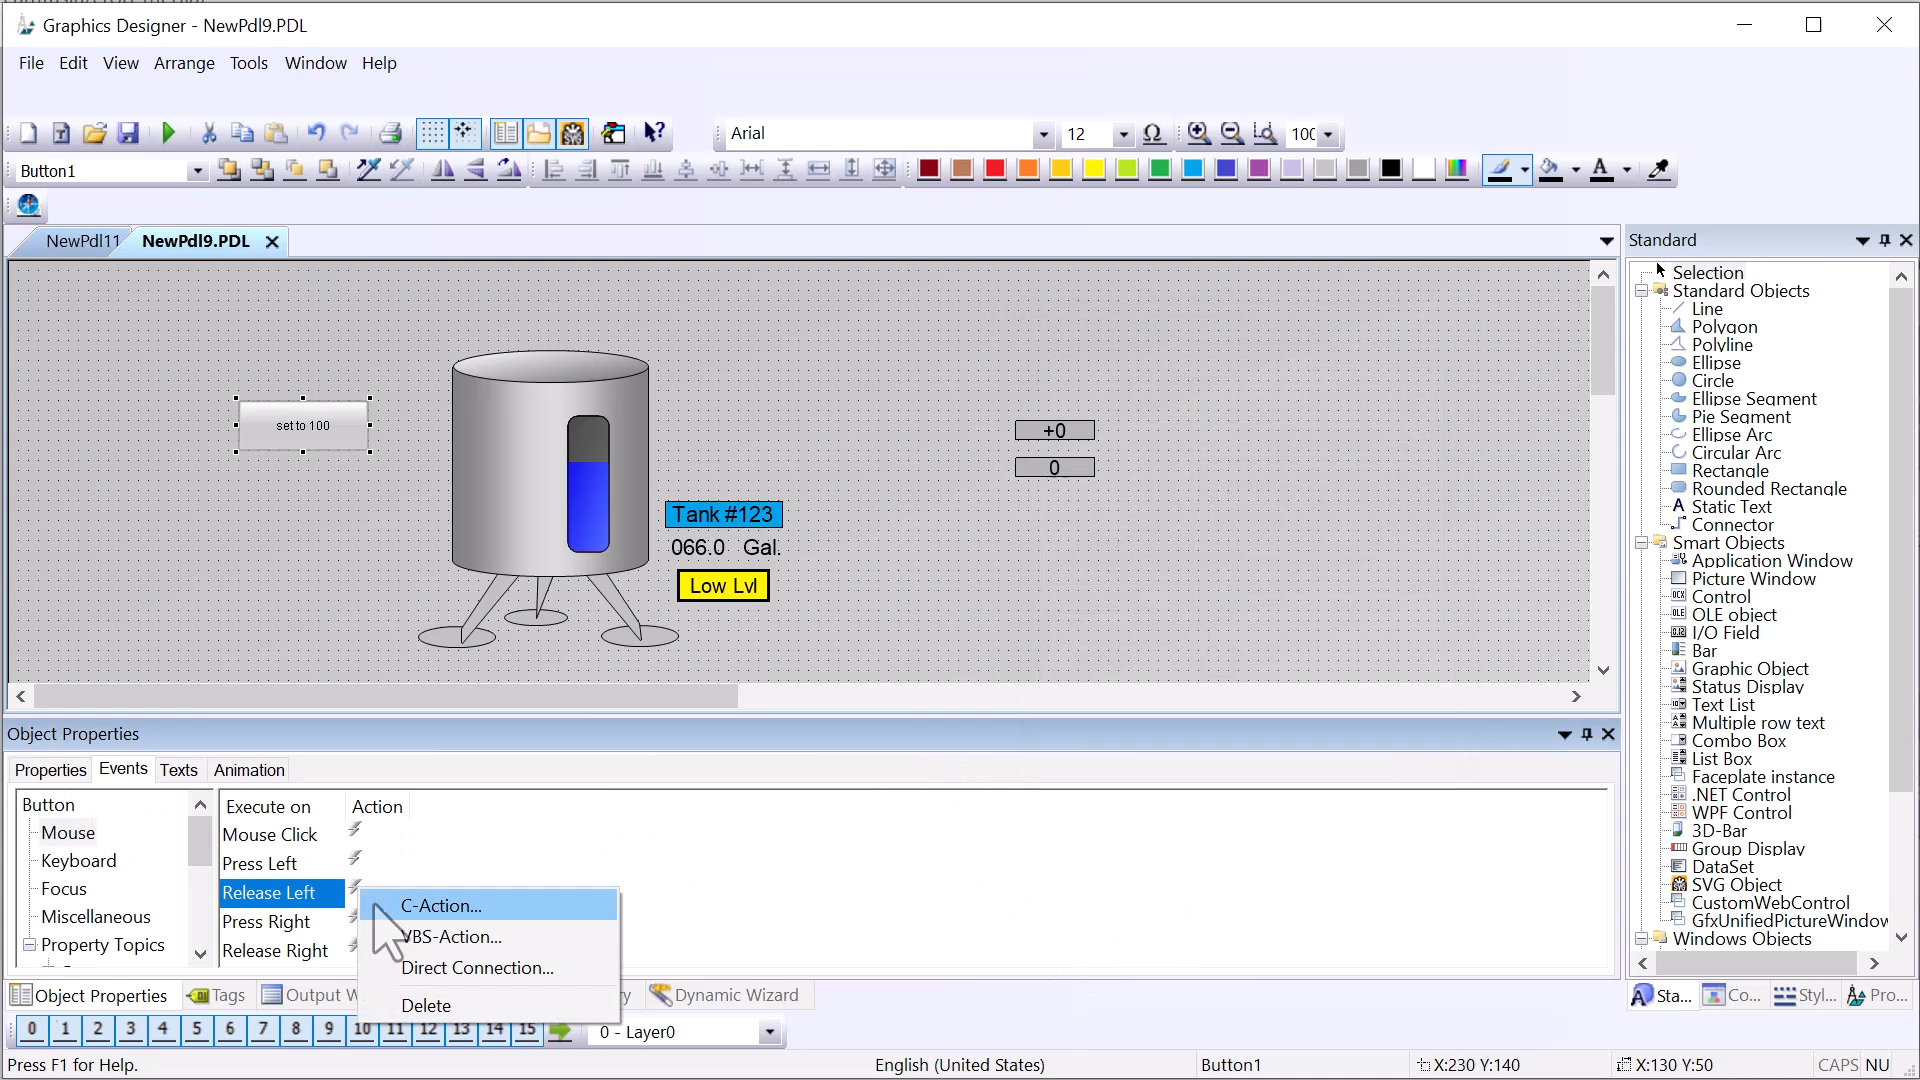 Graphics Designer - NewPdl9.PDL
File Edit View Arrange Tools Window Help
Arial 12 100
Button1
NewPdl11 NewPdl9.PDL
Standard
Selection
Standard Objects
Line
Polygon
Polyline
Ellipse
Circle
Ellipse Segment
Pie Segment
Ellipse Arc
Circular Arc
Rectangle
Rounded Rectangle
Static Text
Connector
Smart Objects
Application Window
Picture Window
Control
OLE object
I/O Field
Bar
Graphic Object
Status Display
Text List
Multiple row text
Combo Box
List Box
Faceplate instance
.NET Control
WPF Control
3D-Bar
Group Display
DataSet
SVG Object
CustomWebControl
GfxUnifiedPictureWindow
Windows Objects
Sta... Co... Styl... Pro...
set to 100
+0
0
Tank #123
066.0 Gal.
Low Lvl
Object Properties
Properties Events Texts Animation
Button
Mouse
Keyboard
Focus
Miscellaneous
Property Topics
Execute on Action
Mouse Click
Press Left
Release Left
Press Right
Release Right
C-Action...
VBS-Action...
Direct Connection...
Delete
Object Properties Tags Output W ry Dynamic Wizard
0 1 2 3 4 5 6 7 8 9 10 11 12 13 14 15 0 - Layer0
Press F1 for Help. English (United States) Button1 X:230 Y:140 X:130 Y:50 CAPS NU